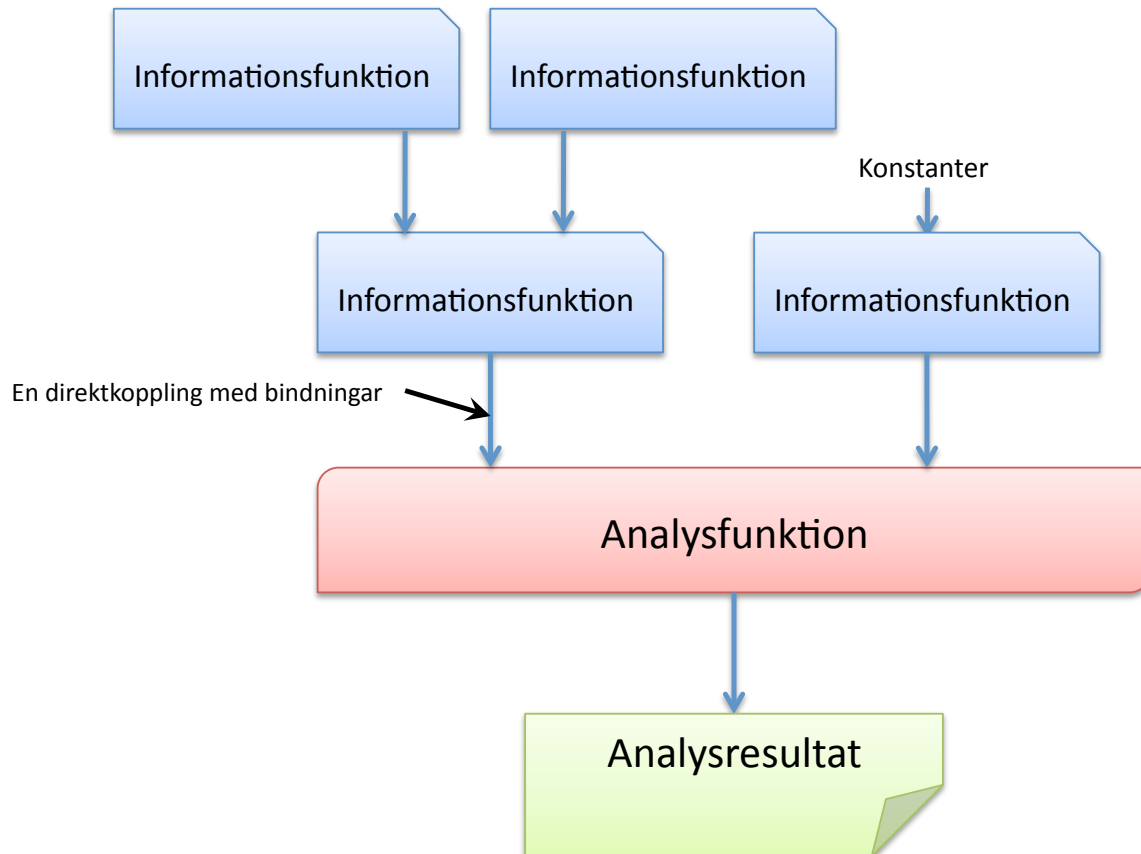 Informationsfunktion
Informationsfunktion
Konstanter
Informationsfunktion
Informationsfunktion
En direktkoppling med bindningar
Analysfunktion
Analysresultat